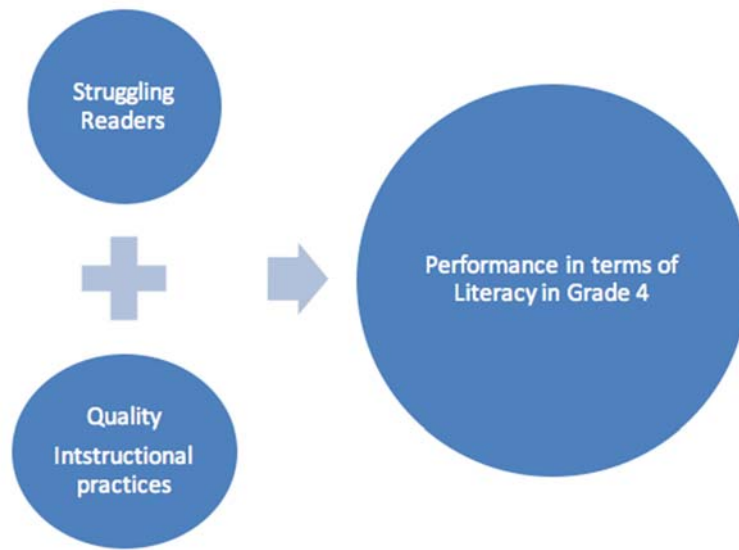 Struggling
Readers
Quality
Intstructional
practices
Performance in terms of
Literacy in Grade 4